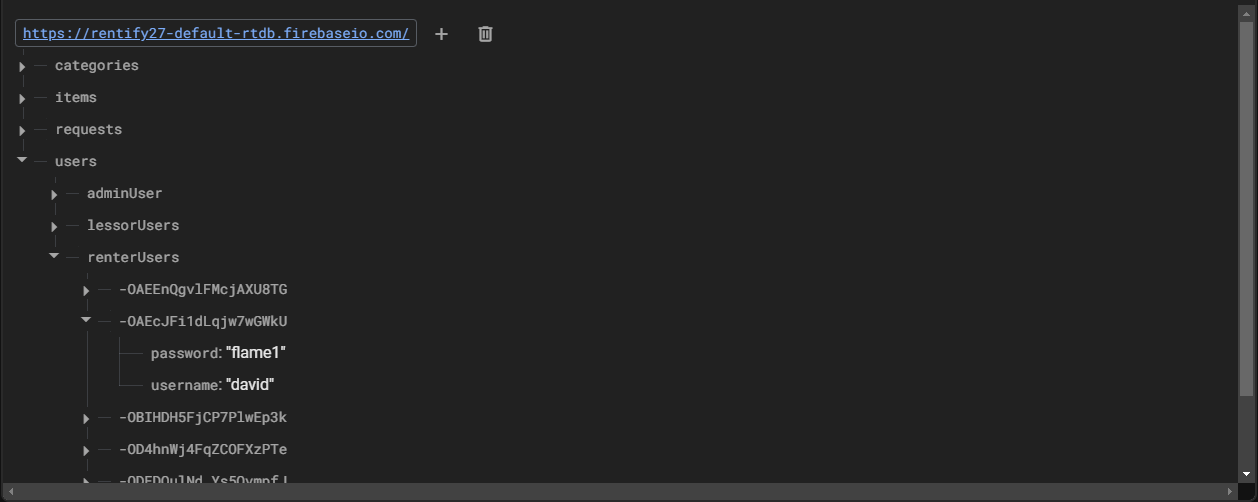 https://rentify27-default-rtdb.firebaseio.com/
categories
items
requests
users
adminUser
lessorUsers
renterUsers
-OAEEnQgvlFMcjAXU8TG
-OAEcJFi1dLqjw7wGWkU
password: "flame1"
username: "david"
-OBIHDH5FjCP7PlwEp3k
-OD4hnWj4FqZCOFXzPTe